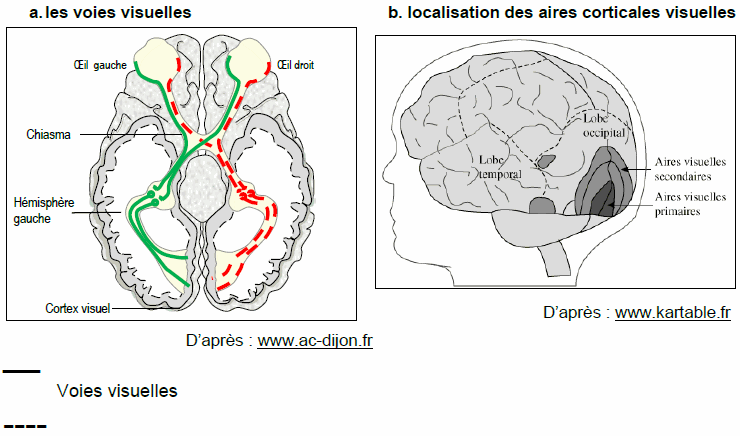 a. les voies visuelles
Œil gauche
Œil droit
Chiasma
Hémisphère
gauche
Cortex visuel
D'après : www.ac-dijon.fr
b. localisation des aires corticales visuelles
Lobe
occipital
Lobe
temporal
Aires visuelles
secondaires
Aires visuelles
primaires
D'après : www.kartable.fr
Voies visuelles